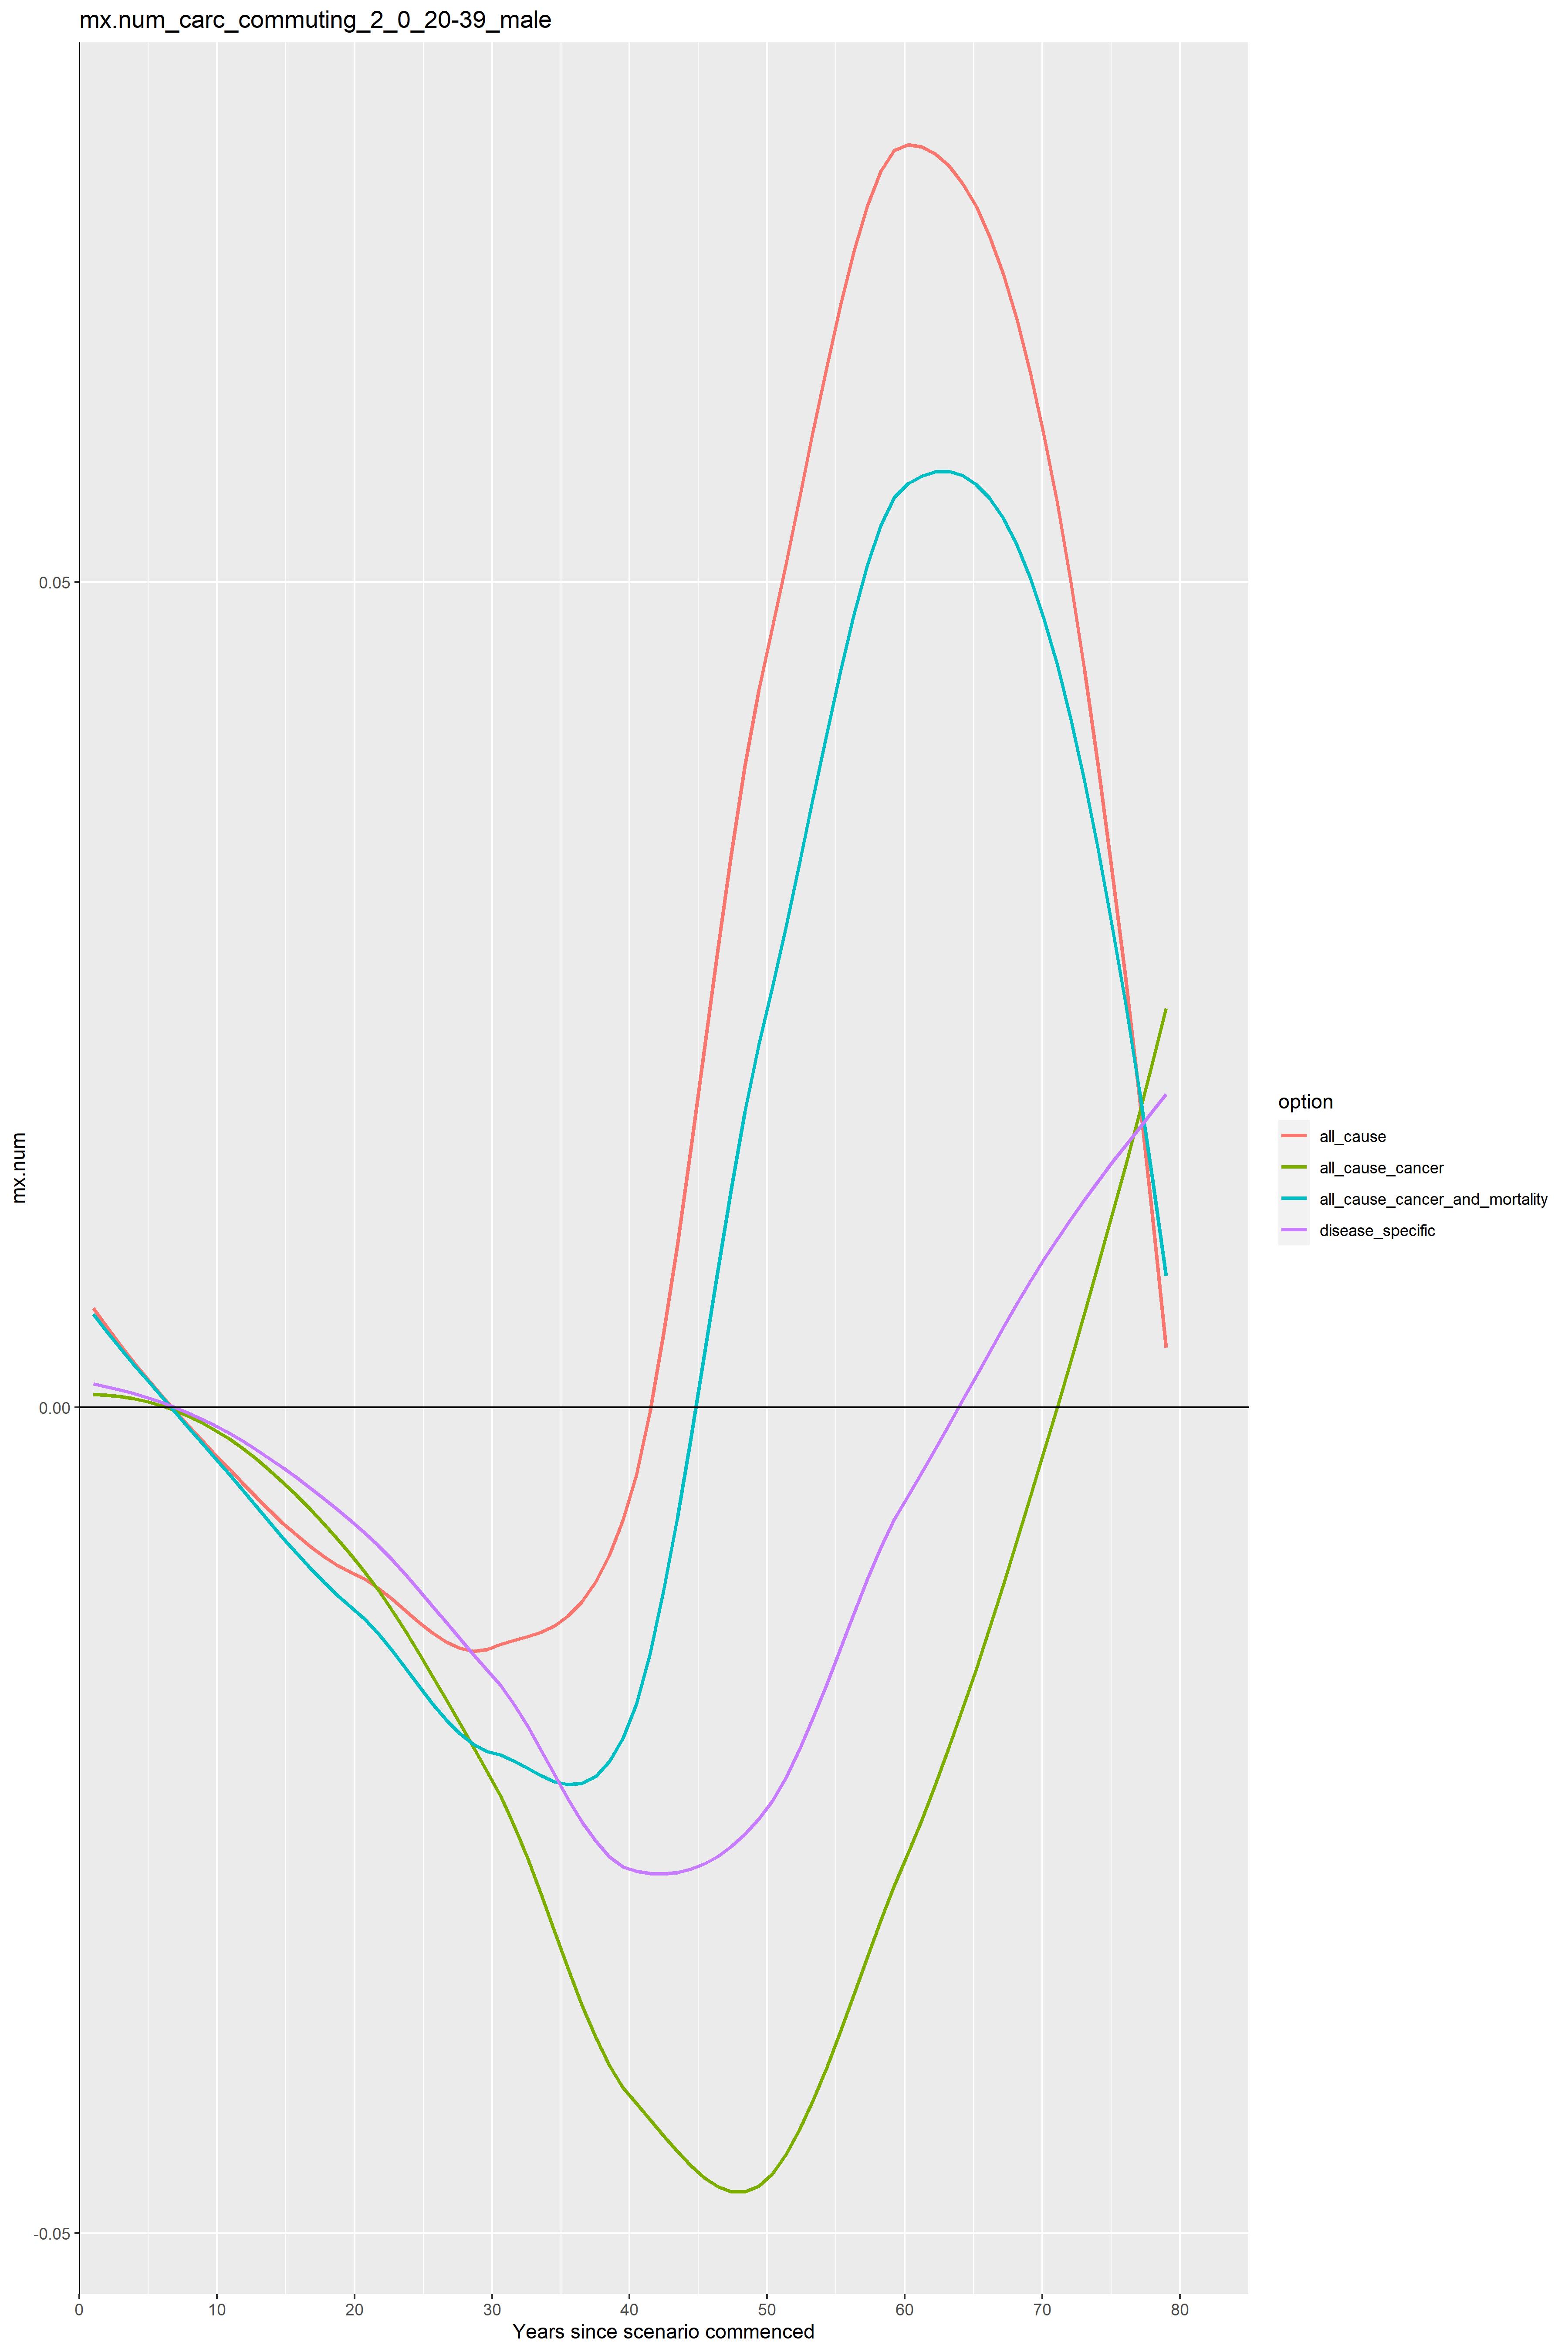 mx.num_carc_commuting_2_0_20-39_male
mx.num
0.05
0.00
-0.05
0 10 20 30 40 50 60 70 80
Years since scenario commenced
option
all_cause
all_cause_cancer
all_cause_cancer_and_mortality
disease_specific